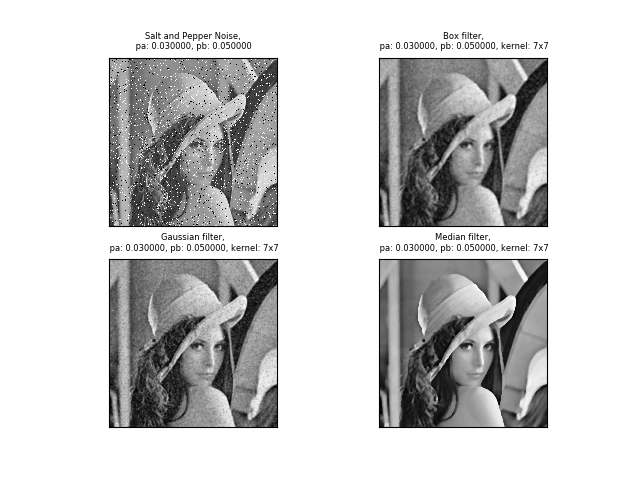 Salt and Pepper Noise,
pa: 0.030000, pb: 0.050000
Box filter,
pa: 0.030000, pb: 0.050000, kernel: 7x7
Gaussian filter,
pa: 0.030000, pb: 0.050000, kernel: 7x7
Median filter,
pa: 0.030000, pb: 0.050000, kernel: 7x7